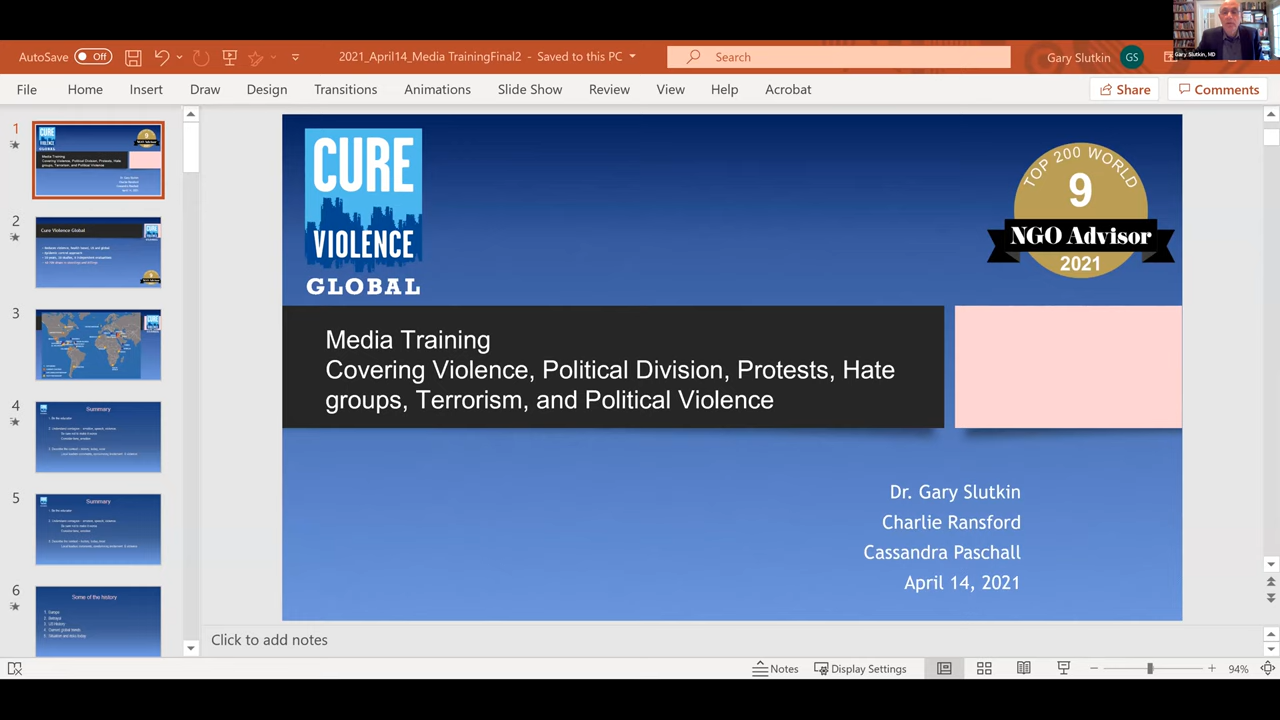 Gary Slutkin, MD
AutoSave Off
2021_April14_Media TrainingFinal2 - Saved to this PC
Search
Gary Slutkin GS
File Home Insert Draw Design Transitions Animations Slide Show Review View Help Acrobat Share Comments
1
2
Cure Violence Global
3
4
Summary
5
Summary
6
Some of the history
CURE
VIOLENCE
GLOBAL
TOP 200 WORLD
9
NGO Advisor
2021
Media Training
Covering Violence, Political Division, Protests, Hate
groups, Terrorism, and Political Violence
Dr. Gary Slutkin
Charlie Ransford
Cassandra Paschall
April 14, 2021
Click to add notes
Notes Display Settings 94%